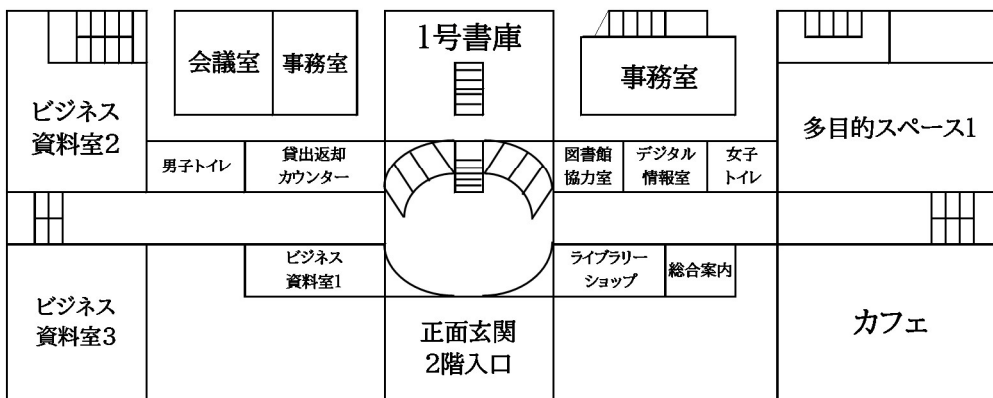 1号書庫
会議室
事務室
事務室
ビジネス
資料室2
多目的スペース1
男子トイレ
貸出返却
カウンター
図書館
協力室
デジタル
情報室
女子
トイレ
ビジネス
資料室1
ライブラリー
ショップ
総合案内
ビジネス
資料室3
正面玄関
2階入口
カフェ